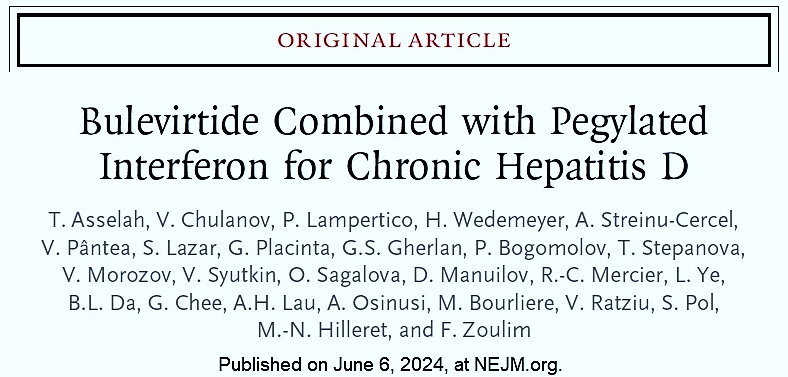 ORIGINAL ARTICLE
Bulevirtide Combined with Pegylated
Interferon for Chronic Hepatitis D
T. Asselah, V. Chulanov, P. Lampertico, H. Wedemeyer, A. Streinu-Cercel,
V. Pântea, S. Lazar, G. Placinta, G.S. Gherlan, P. Bogomolov, T. Stepanova,
V. Morozov, V. Syutkin, O. Sagalova, D. Manuilov, R.-C. Mercier, L. Ye,
B.L. Da, G. Chee, A.H. Lau, A. Osinusi, M. Bourliere, V. Ratziu, S. Pol,
M.-N. Hilleret, and F. Zoulim
Published on June 6, 2024, at NEJM.org.